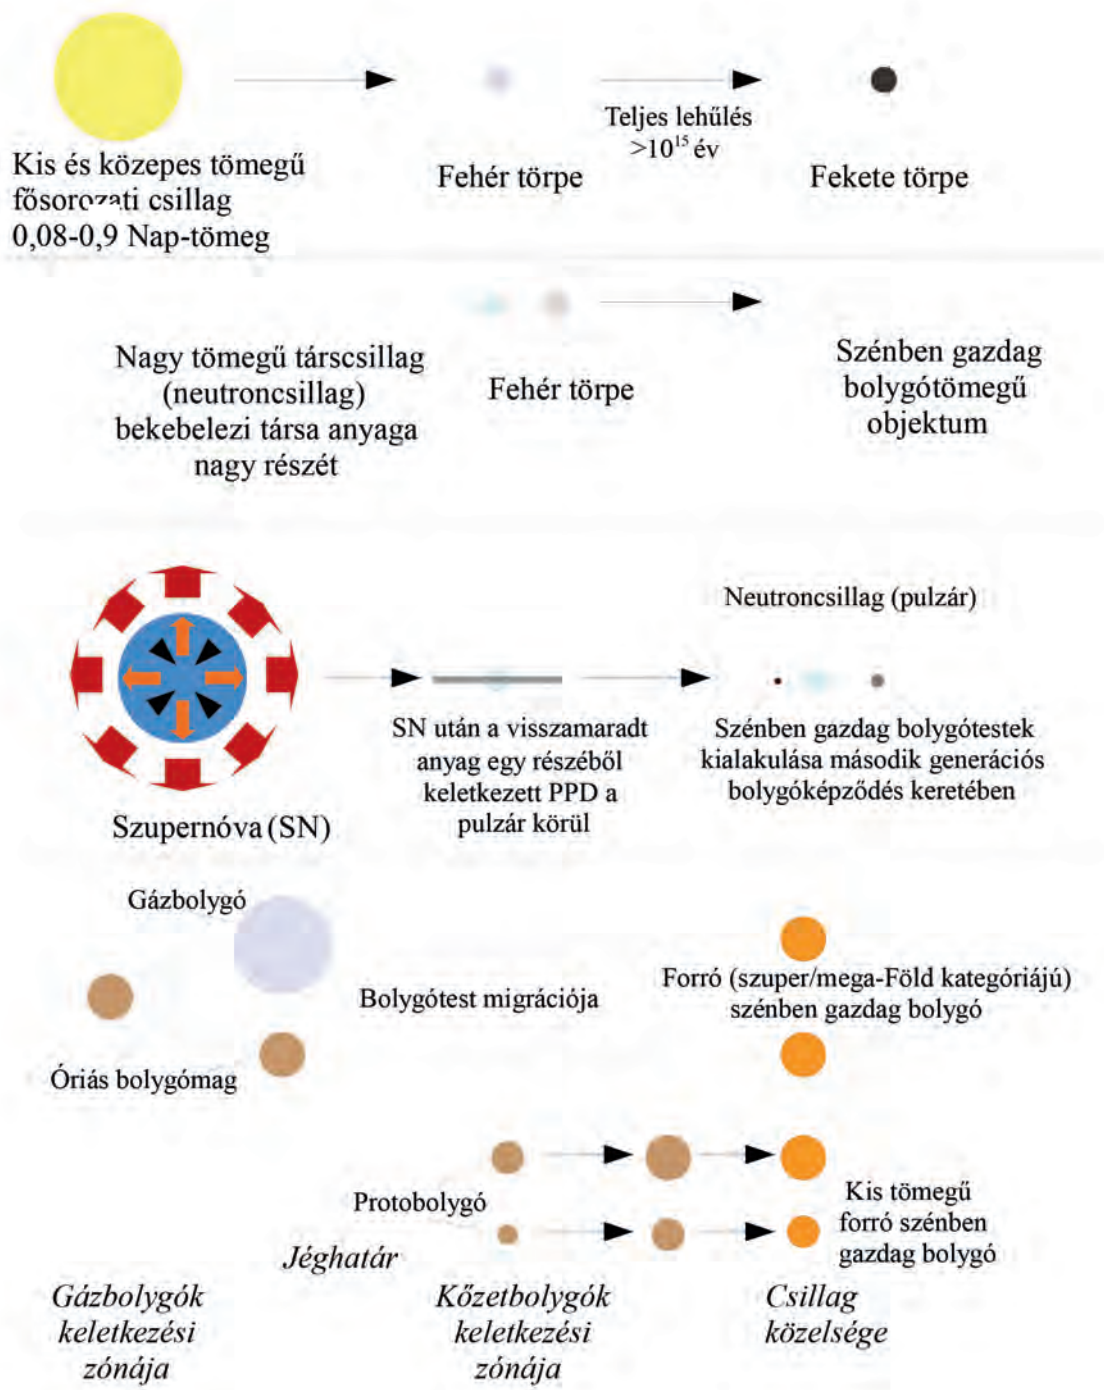 Kis és közepes tömegű
fősorozati csillag
0,08-0,9 Nap-tömeg
Fehér törpe
Teljes lehűlés
>10¹⁵ év
Fekete törpe
Nagy tömegű társcsillag
(neutroncsillag)
bekebelezi társa anyaga
nagy részét
Fehér törpe
Szénben gazdag
bolygótömegű
objektum
Szupernóva (SN)
SN után a visszamaradt
anyag egy részéből
keletkezett PPD a
pulzár körül
Neutroncsillag (pulzár)
Szénben gazdag bolygótestek
kialakulása második generációs
bolygóképződés keretében
Gázbolygó
Óriás bolygómag
Bolygótest migrációja
Forró (szuper/mega-Föld kategóriájú)
szénben gazdag bolygó
Protobolygó
Kis tömegű
forró szénben
gazdag bolygó
Jéghatár
Gázbolygók
keletkezési
zónája
Kőzetbolygók
keletkezési
zónája
Csillag
közelsége